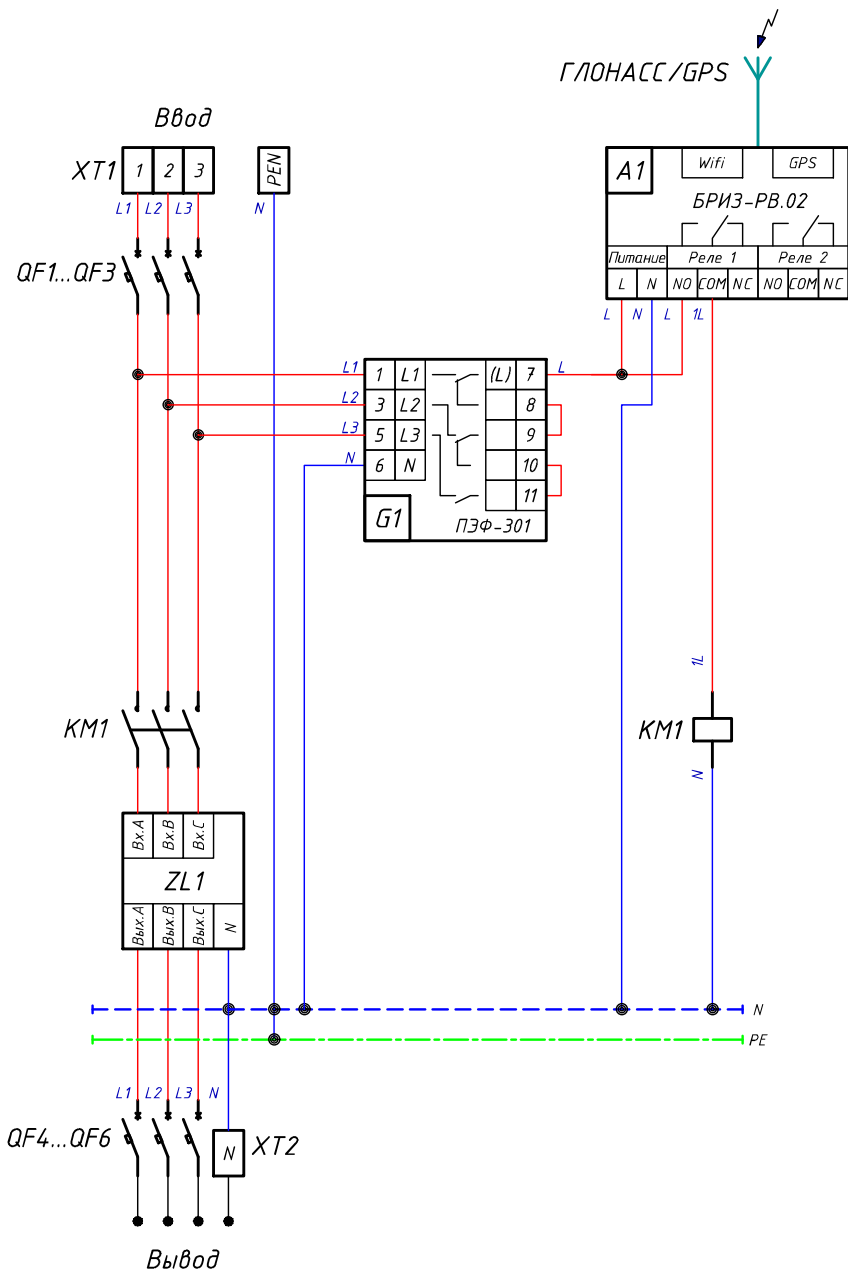 ГЛОНАСС/GPS
Ввод
XT1 1 2 3 PEN
L1 L2 L3 N
A1 Wifi GPS
БРИЗ-РВ.02
QF1...QF3
Питание Реле 1 Реле 2
L N NO COM NC NO COM NC
L N L 1L
L1 1 L1 (L) 7 L
L2 3 L2 8
L3 5 L3 9
N 6 N 10
11
G1 ПЭФ-301
1L
KM1 KM1
N
Вх.А Вх.В Вх.С
ZL1
Вых.А Вых.В Вых.С N
N
PE
L1 L2 L3 N
QF4...QF6 N XT2
Вывод